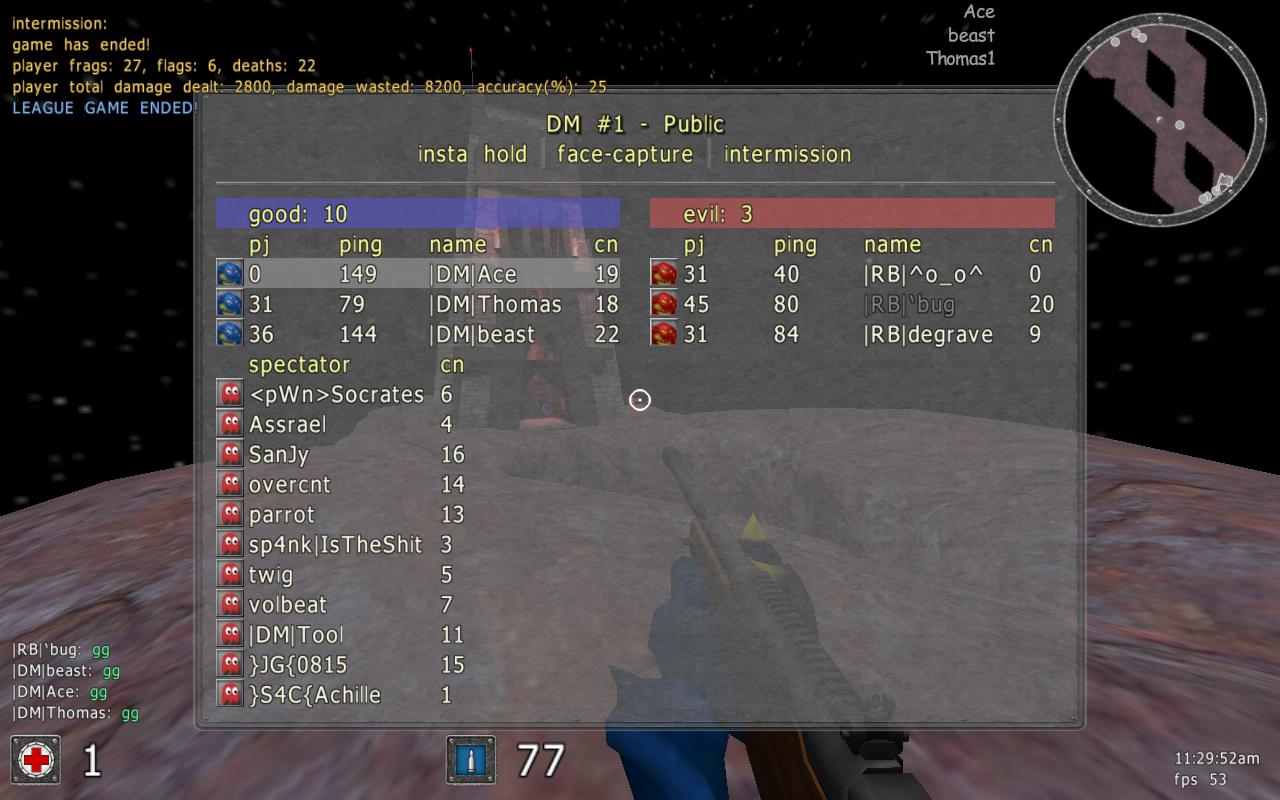 intermission:
game has ended!
player frags: 27, flags: 6, deaths: 22
player total damage dealt: 2800, damage wasted: 8200, accuracy(%): 25
LEAGUE GAME ENDED!
Ace
beast
Thomas1
DM #1 - Public
insta hold | face-capture | intermission
good: 10
pj ping name cn
0 149 |DM|Ace 19
31 79 |DM|Thomas 18
36 144 |DM|beast 22
evil: 3
pj ping name cn
31 40 |RB|^o_o^ 0
45 80 |RB|'bug 20
31 84 |RB|degrave 9
spectator cn
<pWn>Socrates 6
Assrael 4
SanJy 16
overcnt 14
parrot 13
sp4nk|IsTheShit 3
twig 5
volbeat 7
|DM|Tool 11
}JG{0815 15
}S4C{Achille 1
|RB|'bug: gg
|DM|beast: gg
|DM|Ace: gg
|DM|Thomas: gg
1
77
11:29:52am
fps 53